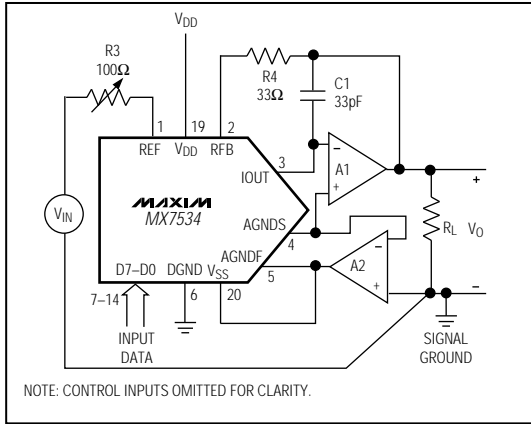 VDD
R3
100Ω
R4
33Ω
C1
33pF
1
19
2
REF
VDD
RFB
3
IOUT
A1
MAXIM
MX7534
VIN
AGNDS
4
+
RL
VO
AGNDF
5
A2
D7–D0
DGND
VSS
7–14
6
20
–
+
–
+
–
INPUT
DATA
SIGNAL
GROUND
NOTE: CONTROL INPUTS OMITTED FOR CLARITY.